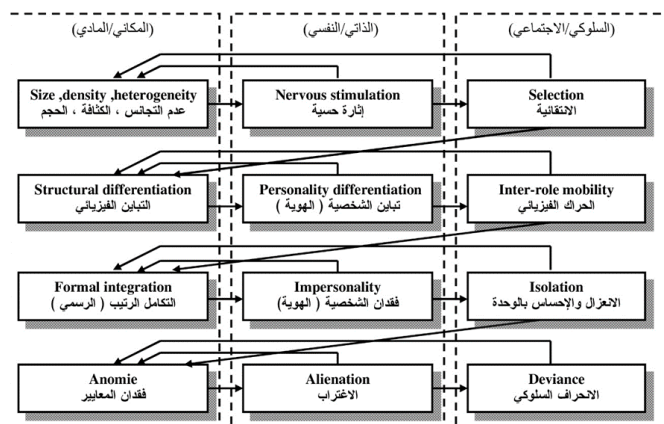 (المكاني/المادي) (الذاتي/النفسي) (السلوكي/الاجتماعي)
Size ,density ,heterogeneity
عدم التجانس ، الكثافة ، الحجم
Nervous stimulation
إثارة حسية
Selection
الانتقائية
Structural differentiation
التباين الفيزيائي
Personality differentiation
تباين الشخصية ( الهوية )
Inter-role mobility
الحراك الفيزيائي
Formal integration
التكامل الرتيب ( الرسمي )
Impersonality
فقدان الشخصية ( الهوية)
Isolation
الانعزال والإحساس بالوحدة
Anomie
فقدان المعايير
Alienation
الاغتراب
Deviance
الانحراف السلوكي